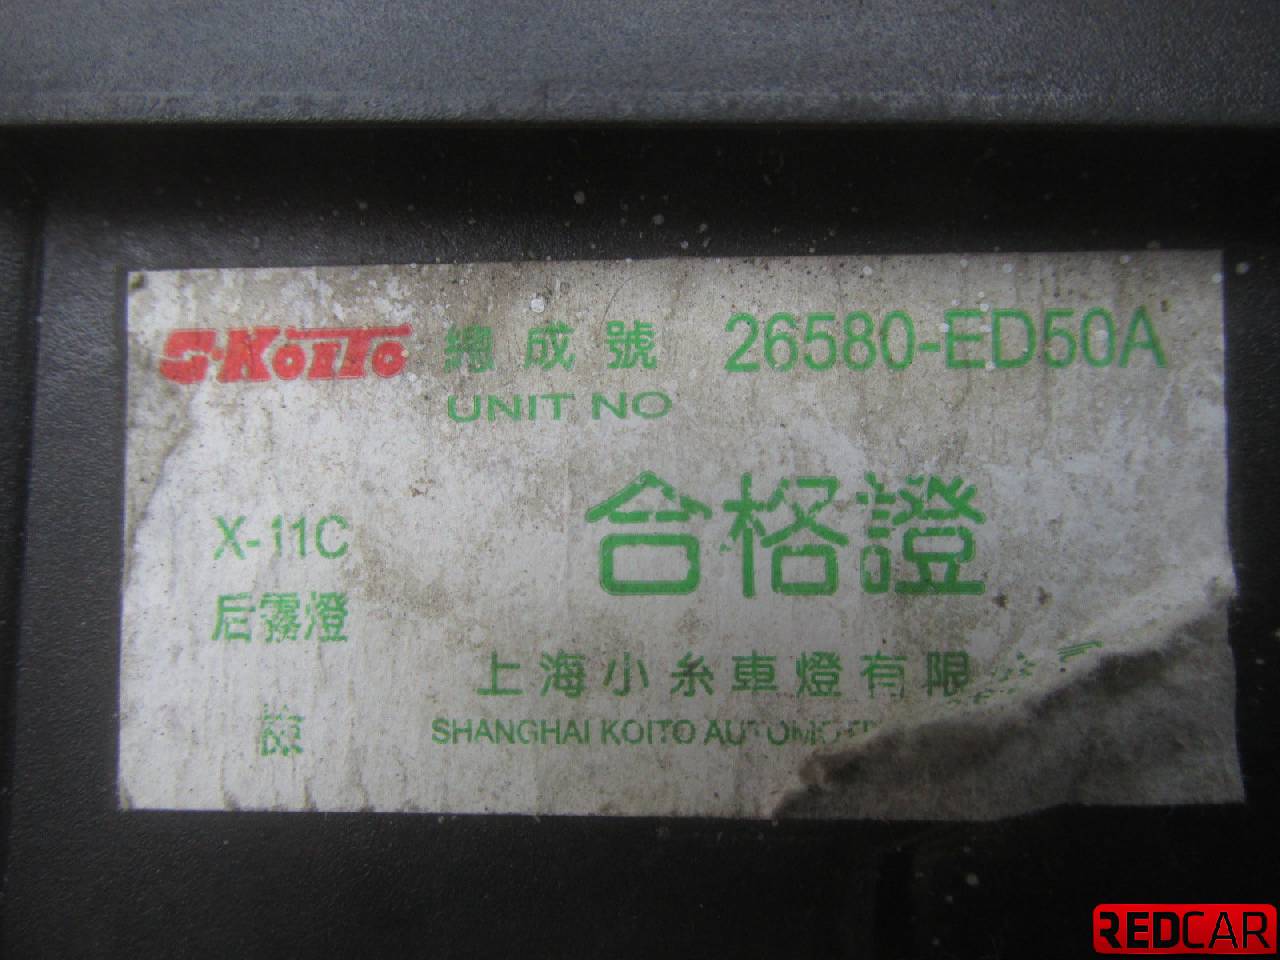 S·KOITO 總成號 26580-ED50A
UNIT NO
合格證
X-11C
后霧燈
上海小糸車燈有限
SHANGHAI KOITO
REDCAR